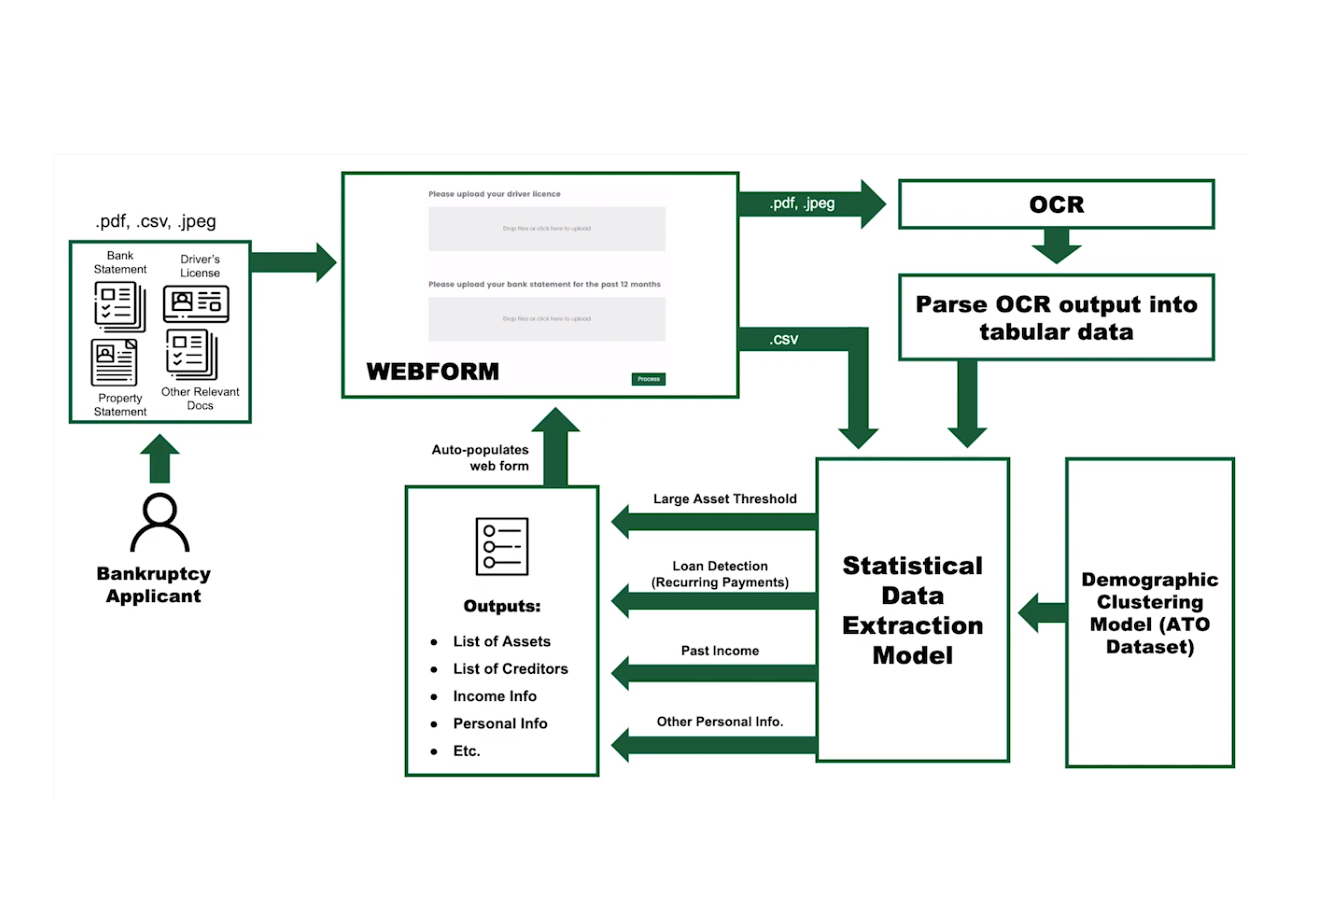 .pdf, .csv, .jpeg
Bank
Statement
Driver's
License
Property
Statement
Other Relevant
Docs
Bankruptcy
Applicant
Please upload your driver licence
Drop files or click here to upload
Please upload your bank statement for the past 12 months
Drop files or click here to upload
WEBFORM
Process
.pdf, .jpeg
OCR
Parse OCR output into
tabular data
.csv
Auto-populates
web form
Outputs:
● List of Assets
● List of Creditors
● Income Info
● Personal Info
● Etc.
Large Asset Threshold
Loan Detection
(Recurring Payments)
Past Income
Other Personal Info.
Statistical
Data
Extraction
Model
Demographic
Clustering
Model (ATO
Dataset)